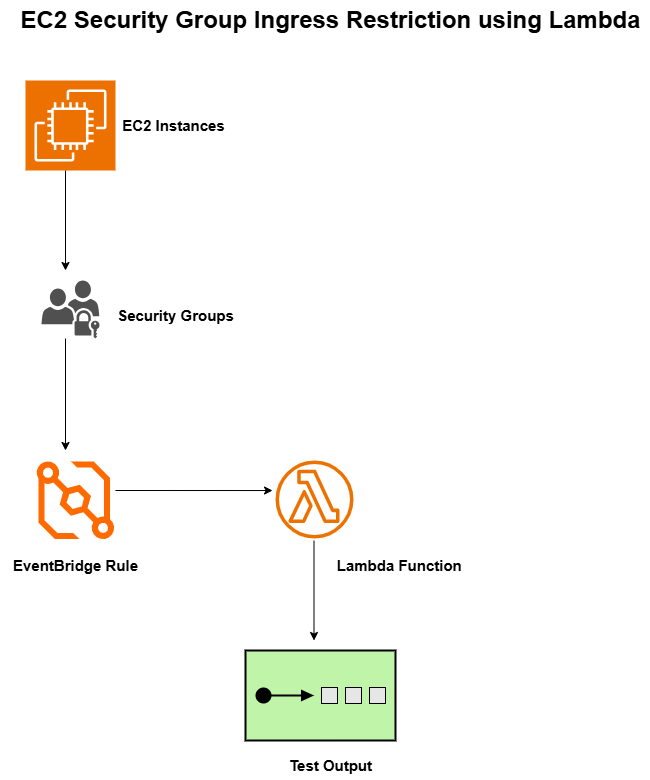 EC2 Security Group Ingress Restriction using Lambda
EC2 Instances
Security Groups
EventBridge Rule
Lambda Function
Test Output